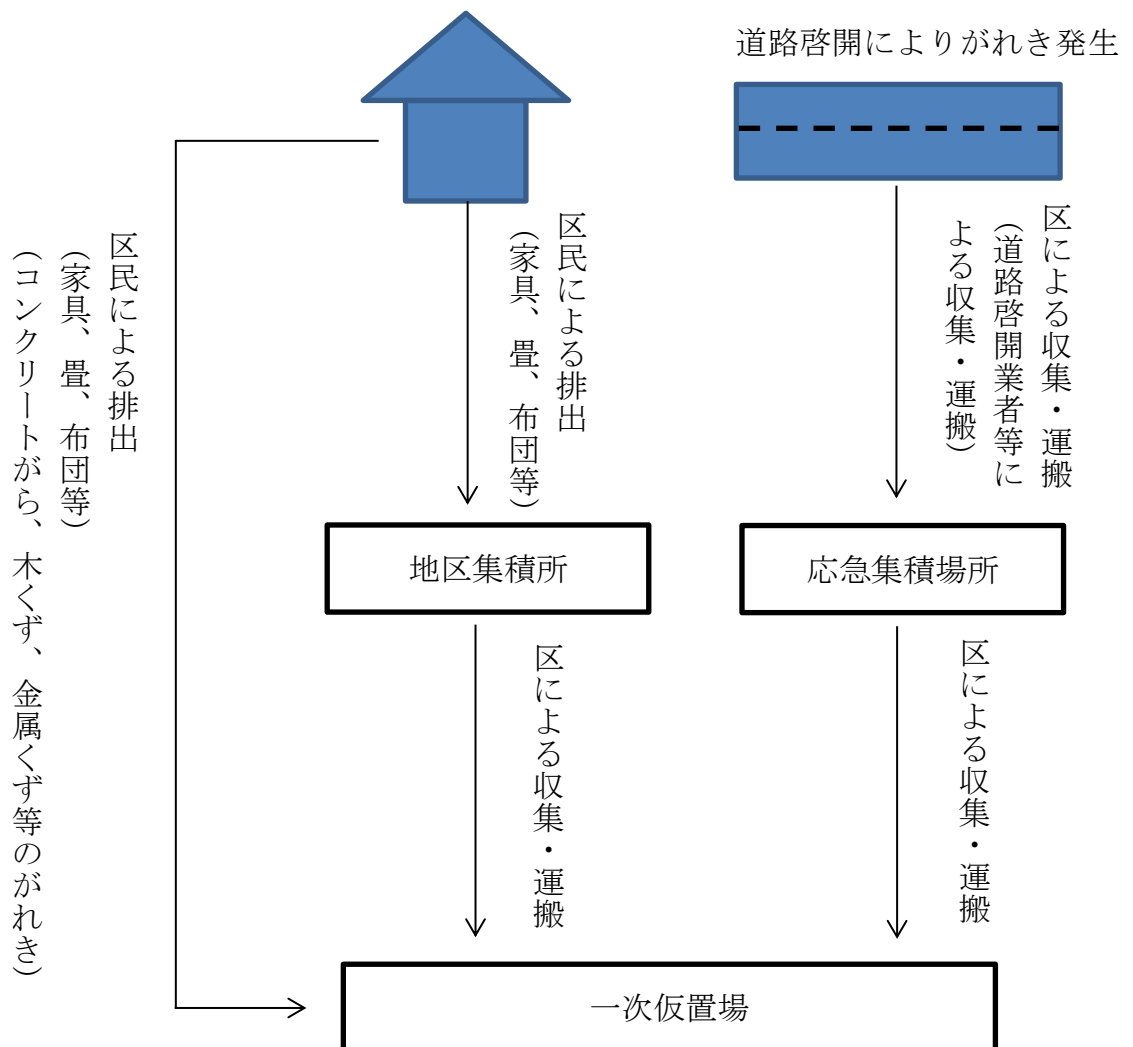 道路啓開によりがれき発生
区による収集・運搬
（道路啓開業者等に
よる収集・運搬）
区民による排出
（家具、畳、布団等）
区民による排出
（家具、畳、布団等）
（コンクリートがら、木くず、金属くず等のがれき）
地区集積所
応急集積場所
区による収集・運搬
区による収集・運搬
一次仮置場